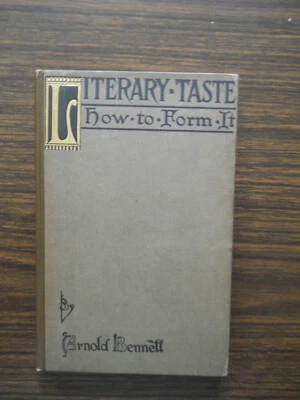 LITERARY · TASTE
How · to · Form · It
By
Arnold Bennett